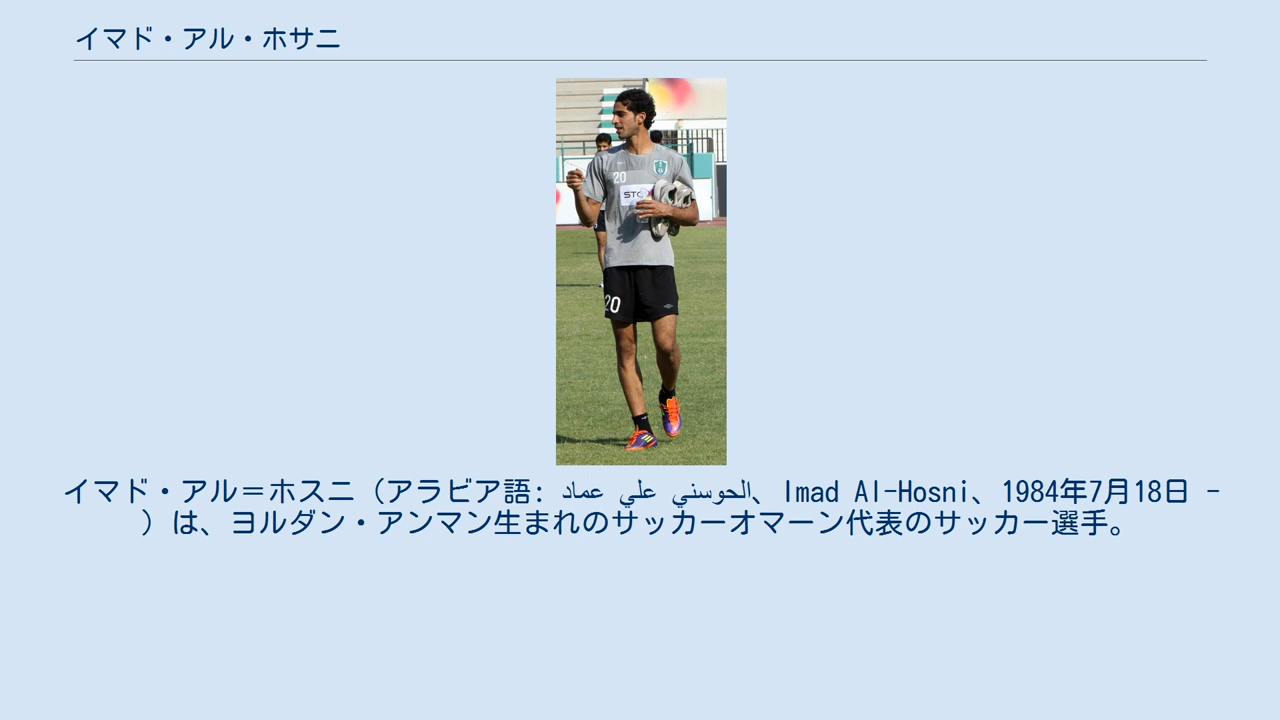 イマド・アル・ホサニ
20
STC
20
イマド・アル＝ホスニ（アラビア語: عماد علي الحوسني、Imad Al-Hosni、1984年7月18日 -
）は、ヨルダン・アンマン生まれのサッカーオマーン代表のサッカー選手。